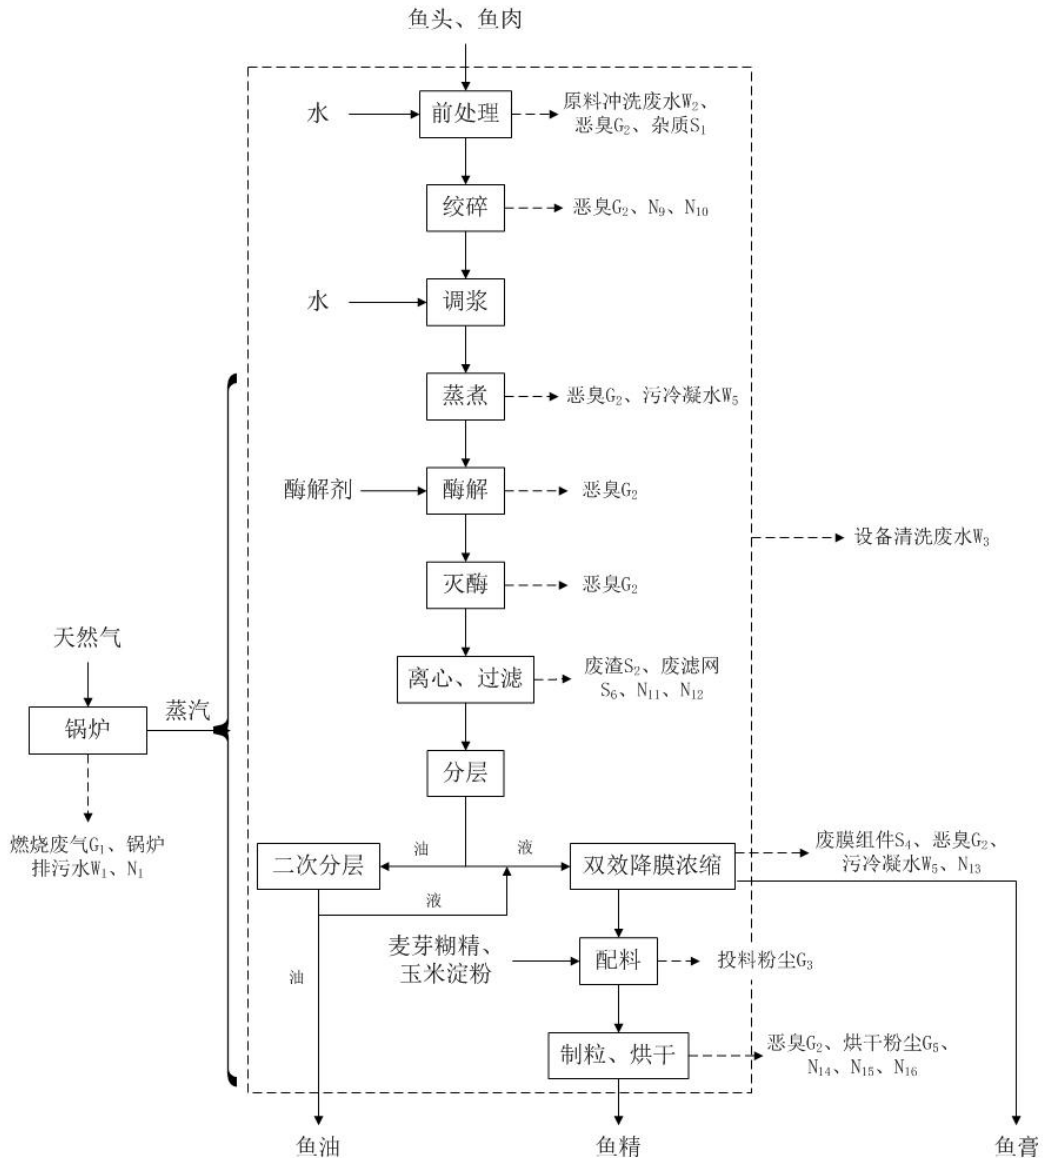 鱼头、鱼肉
水
前处理
原料冲洗废水W₂、
恶臭G₂、杂质S₁
绞碎
恶臭G₂、N₉、N₁₀
水
调浆
蒸煮
恶臭G₂、污冷凝水W₅
酶解剂
酶解
恶臭G₂
设备清洗废水W₃
灭酶
恶臭G₂
天然气
离心、过滤
废渣S₂、废滤网
S₆、N₁₁、N₁₂
锅炉
蒸汽
分层
燃烧废气G₁、锅炉
排污水W₁、N₁
二次分层
油
液
双效降膜浓缩
废膜组件S₄、恶臭G₂、
污冷凝水W₅、N₁₃
液
油
麦芽糊精、
玉米淀粉
配料
投料粉尘G₃
制粒、烘干
恶臭G₂、烘干粉尘G₅、
N₁₄、N₁₅、N₁₆
鱼油
鱼精
鱼膏